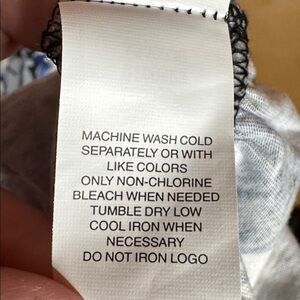 MACHINE WASH COLD
SEPARATELY OR WITH
LIKE COLORS
ONLY NON-CHLORINE
BLEACH WHEN NEEDED
TUMBLE DRY LOW
COOL IRON WHEN
NECESSARY
DO NOT IRON LOGO